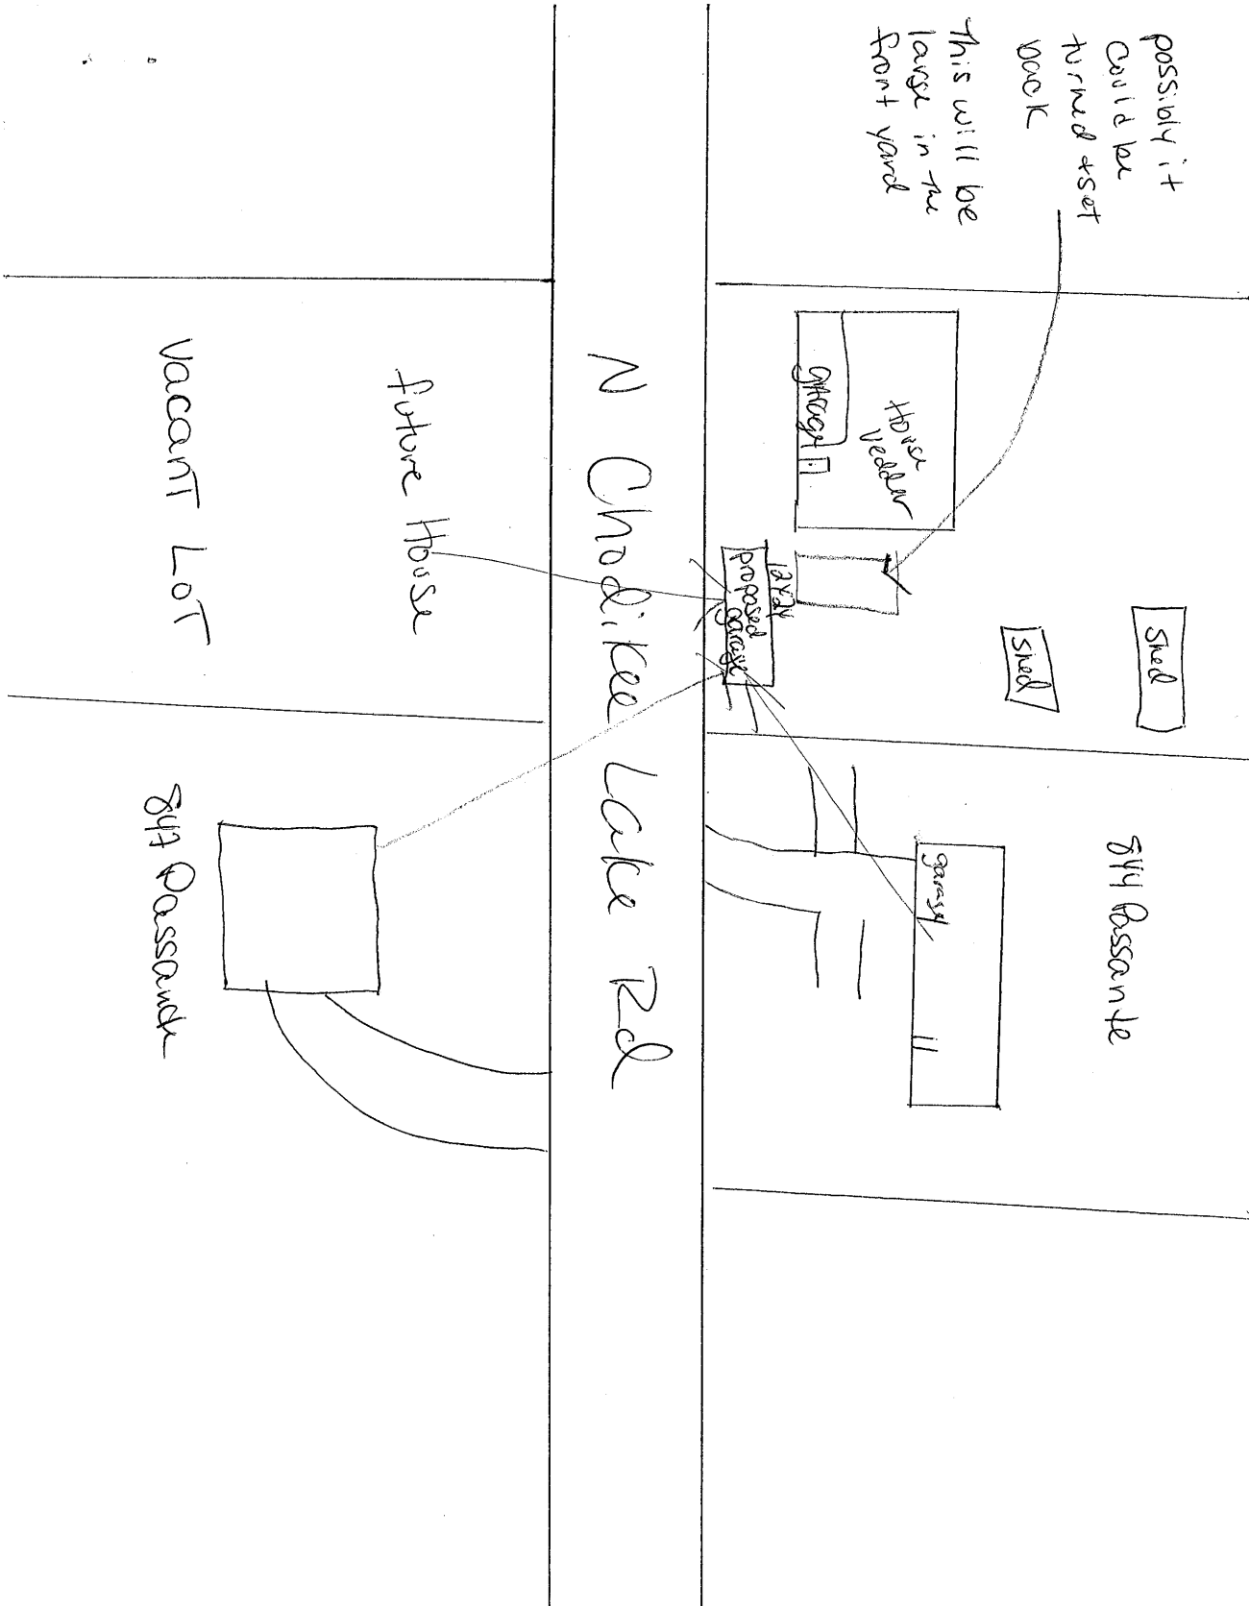 possibly it
could be
turned + set
back
This will be
large in the
front yard
Shed
Shed
House
Vedder
garage
12x24
proposed
garage
844 Passante
garage
N Chodikee Lake Rd
future House
Vacant Lot
847 Passante